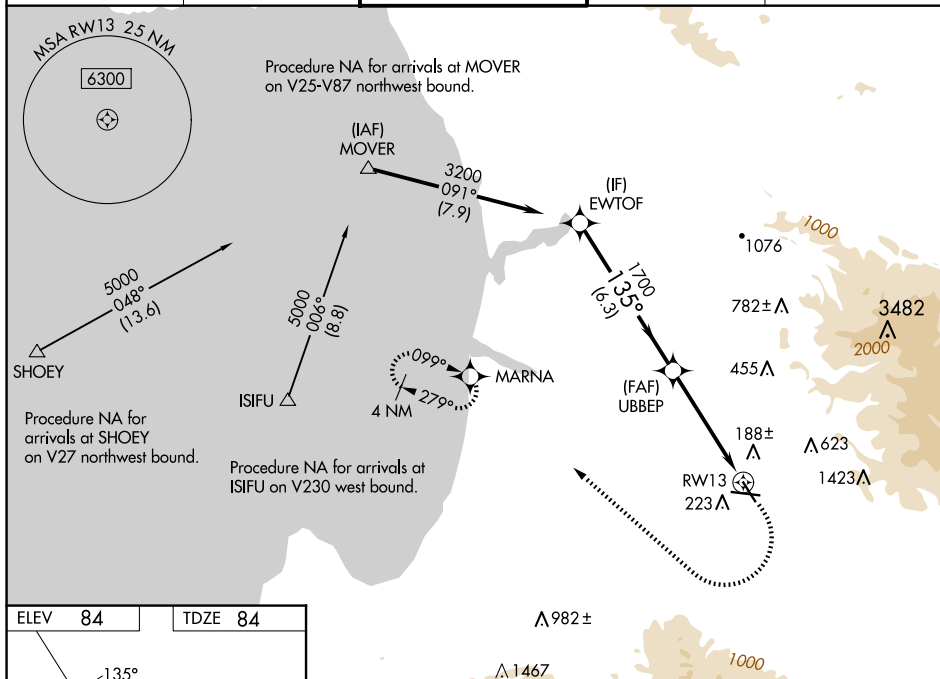 MSA RW13 25 NM
6300
Procedure NA for arrivals at MOVER
on V25-V87 northwest bound.
(IAF)
MOVER
3200
091°
(7.9)
(IF)
EWTOF
1000
1076
5000
048°
(13.6)
5000
006°
(8.8)
1700
135°
(6.3)
782±
3482
2000
SHOEY
099°
279°
4 NM
MARNA
(FAF)
UBBEP
455
ISIFU
Procedure NA for
arrivals at SHOEY
on V27 northwest bound.
188±
623
Procedure NA for arrivals at
ISIFU on V230 west bound.
RW13
223
1423
ELEV 84
TDZE 84
135°
982±
1467
1000